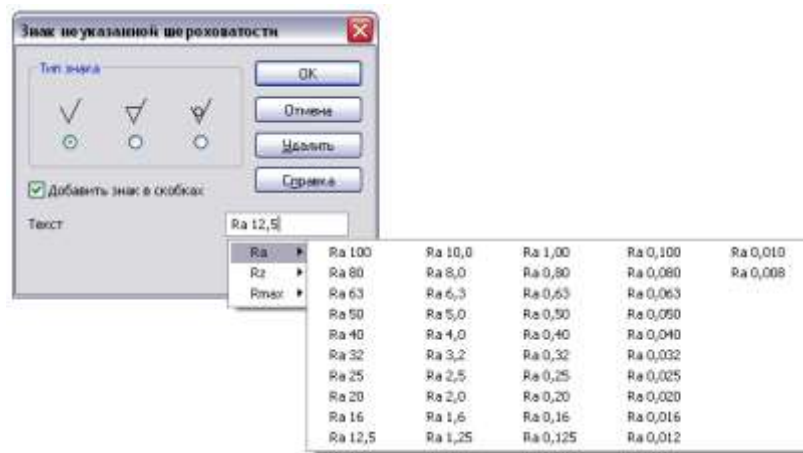 Знак неуказанной шероховатости
Тип знака
OK
Отмена
Удалить
Справка
Добавить знак в скобках
Текст
Ra 12,5
Ra
Rz
Rmax
Ra 100 Ra 10,0 Ra 1,00 Ra 0,100 Ra 0,010
Ra 80 Ra 8,0 Ra 0,80 Ra 0,080 Ra 0,008
Ra 63 Ra 6,3 Ra 0,63 Ra 0,063
Ra 50 Ra 5,0 Ra 0,50 Ra 0,050
Ra 40 Ra 4,0 Ra 0,40 Ra 0,040
Ra 32 Ra 3,2 Ra 0,32 Ra 0,032
Ra 25 Ra 2,5 Ra 0,25 Ra 0,025
Ra 20 Ra 2,0 Ra 0,20 Ra 0,020
Ra 16 Ra 1,6 Ra 0,16 Ra 0,016
Ra 12,5 Ra 1,25 Ra 0,125 Ra 0,012